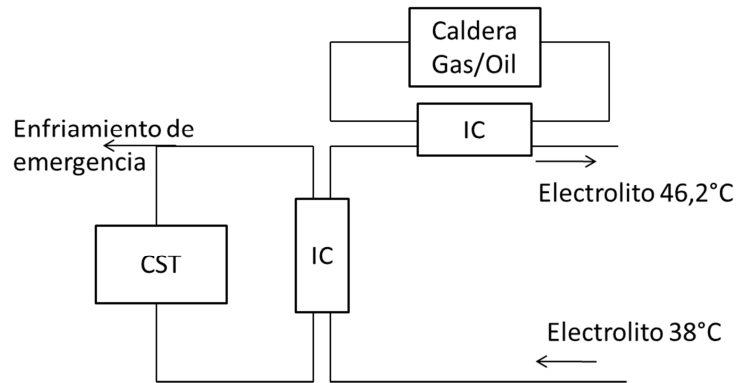 Caldera
Gas/Oil
IC
Enfriamiento de
emergencia
Electrolito 46,2°C
CST
IC
Electrolito 38°C